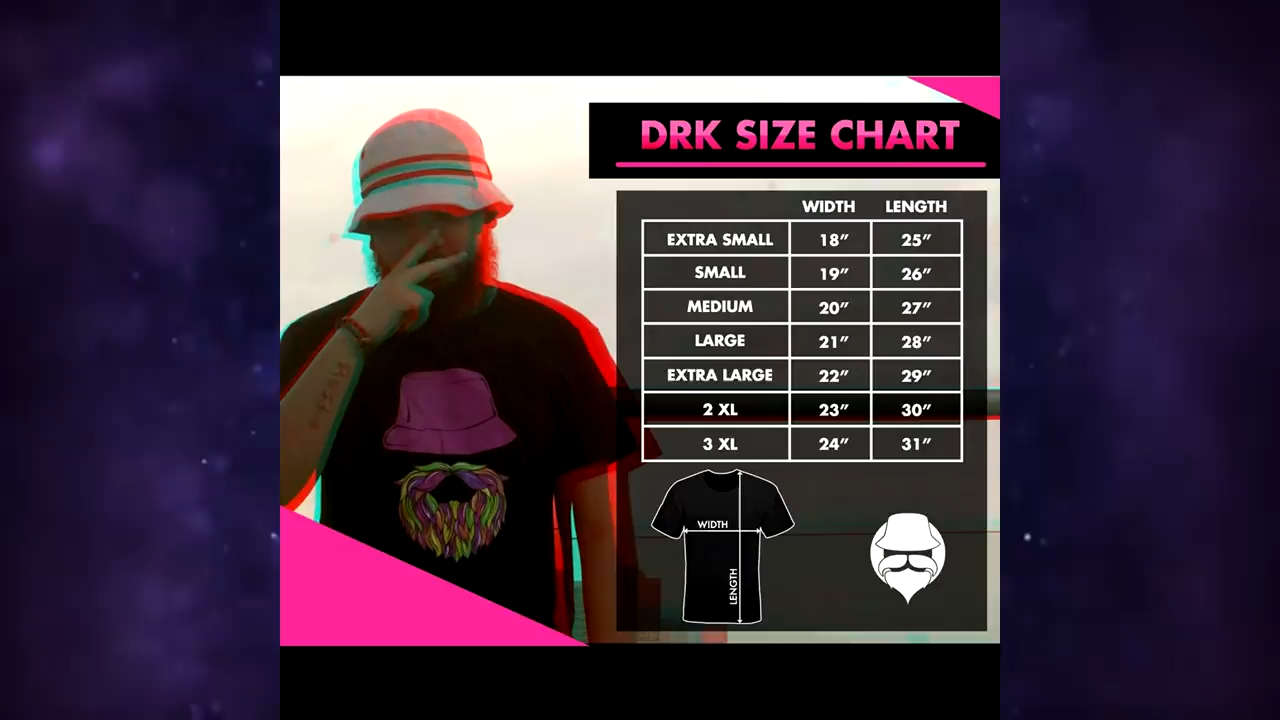 DRK SIZE CHART
WIDTH LENGTH
EXTRA SMALL 18" 25"
SMALL 19" 26"
MEDIUM 20" 27"
LARGE 21" 28"
EXTRA LARGE 22" 29"
2 XL 23" 30"
3 XL 24" 31"
WIDTH
LENGTH